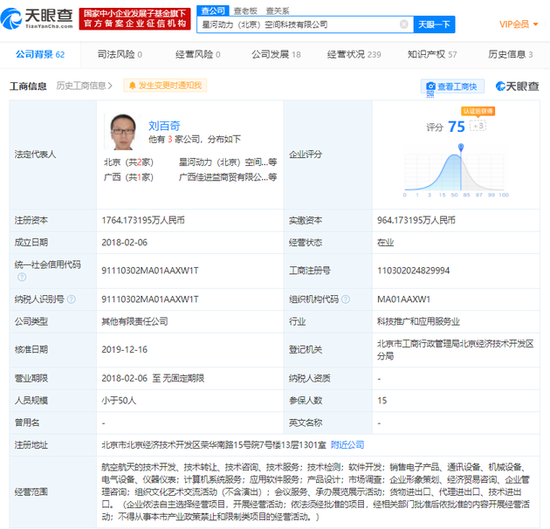 天眼查
TianYanCha.com
国家中小企业发展子基金旗下
官方备案企业征信机构
查公司 查老板 查关系
星河动力（北京）空间科技有限公司
天眼一下
VIP会员
公司背景 62 司法风险 0 经营风险 0 公司发展 18 经营状况 239 知识产权 57 历史信息 3
工商信息 历史工商信息 > 发生变更时通知我 查看工商快照 天眼查
法定代表人
刘百奇
他有 3 家公司，分布如下
北京（共2家） 星河动力（北京）空间...等
广西（共1家） 广西佳进益商贸有限公...等
企业评分
评分 75
0 1 3 15 50 85 97 99 100
注册资本 1764.173195万人民币 实缴资本 964.173195万人民币
成立日期 2018-02-06 经营状态 在业
统一社会信用代码 91110302MA01AAXW1T 工商注册号 110302024829994
纳税人识别号 91110302MA01AAXW1T 组织机构代码 MA01AAXW1
公司类型 其他有限责任公司 行业 科技推广和应用服务业
核准日期 2019-12-16 登记机关 北京市工商行政管理局北京经济技术开发区分局
营业期限 2018-02-06 至 无固定期限 纳税人资质 -
人员规模 小于50人 参保人数 15
曾用名 - 英文名称 -
注册地址 北京市北京经济技术开发区荣华南路15号院7号楼13层1301室 附近公司
经营范围
航空航天的技术开发、技术转让、技术咨询、技术服务；技术检测；软件开发；销售电子产品、通讯设备、机械设备、
电气设备、仪器仪表；计算机系统服务；应用软件服务；产品设计；市场调查；企业形象策划、经济贸易咨询、企业管
理咨询；组织文化艺术交流活动（不含演出）；会议服务、承办展览展示活动；货物进出口、代理进出口、技术进出
口。（企业依法自主选择经营项目，开展经营活动；依法须经批准的项目，经相关部门批准后依批准的内容开展经营活
动；不得从事本市产业政策禁止和限制类项目的经营活动。）